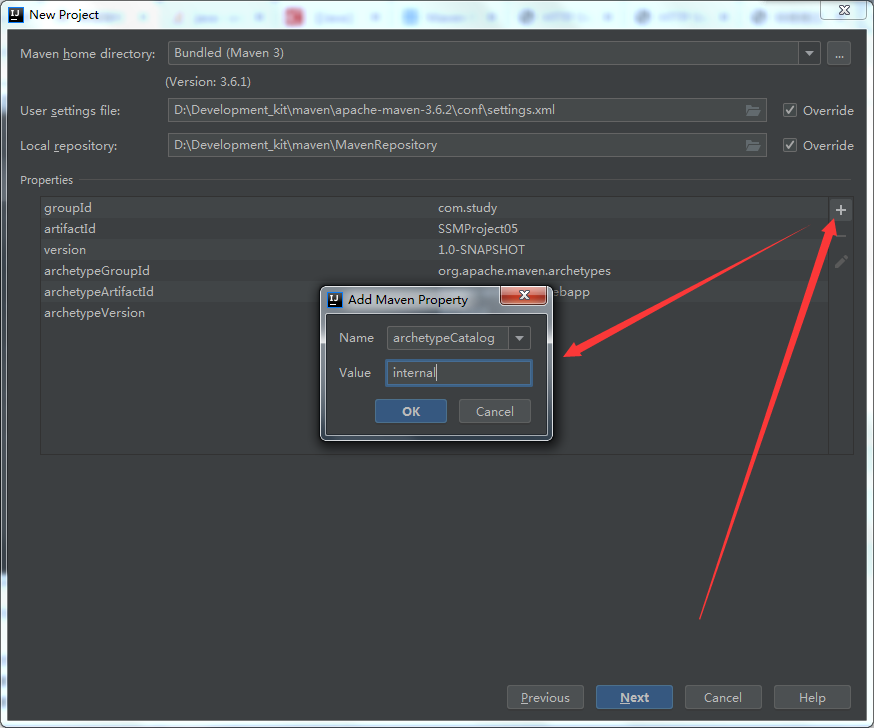 New Project
Maven home directory: Bundled (Maven 3) ...
(Version: 3.6.1)
User settings file: D:\Development_kit\maven\apache-maven-3.6.2\conf\settings.xml Override
Local repository: D:\Development_kit\maven\MavenRepository Override
Properties
groupId com.study
artifactId SSMProject05
version 1.0-SNAPSHOT
archetypeGroupId org.apache.maven.archetypes
archetypeArtifactId ebapp
archetypeVersion
Add Maven Property
Name archetypeCatalog
Value internal
OK Cancel
Previous Next Cancel Help